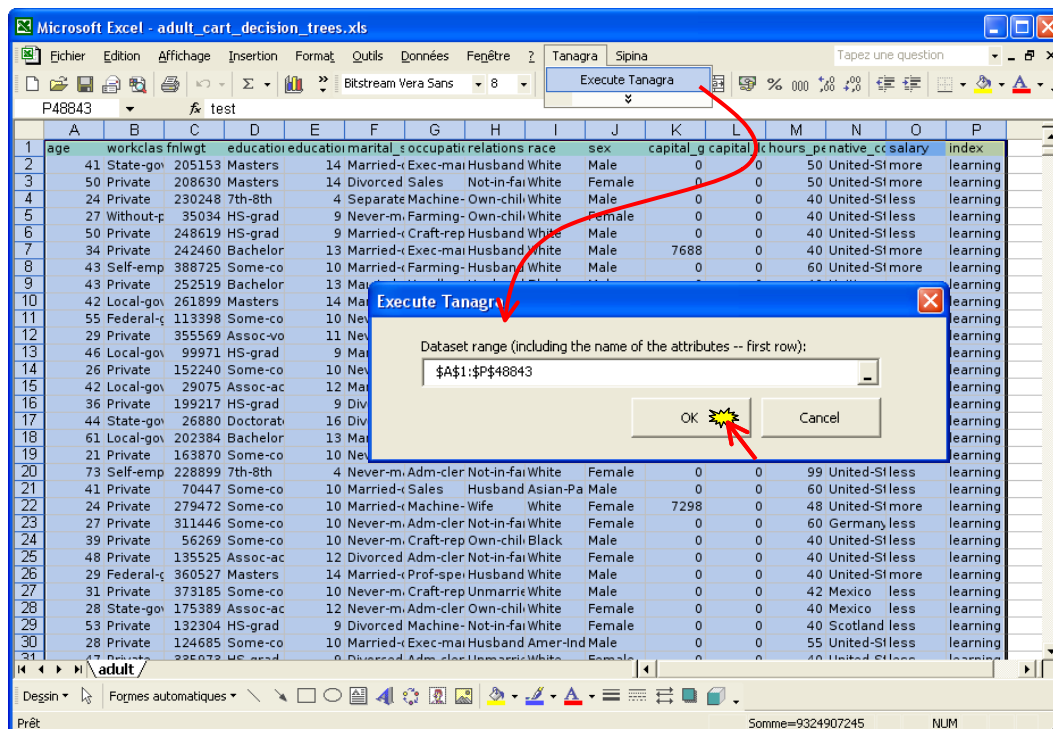 Microsoft Excel - adult_cart_decision_trees.xls
Fichier Edition Affichage Insertion Format Outils Données Fenêtre ? Tanagra Sipina Tapez une question
Bitstream Vera Sans 8 Execute Tanagra % 000
P48843 fx test
A B C D E F G H I J K L M N O P
1 age workclas fnlwgt education education marital_s occupatio relations race sex capital_g capital_lo hours_pe native_co salary index
2 41 State-gov 205153 Masters 14 Married-c Exec-mar Husband White Male 0 0 50 United-St more learning
3 50 Private 208630 Masters 14 Divorced Sales Not-in-far White Female 0 0 50 United-St more learning
4 24 Private 230248 7th-8th 4 Separate Machine- Own-chil White Male 0 0 40 United-St less learning
5 27 Without-p 35034 HS-grad 9 Never-m Farming- Own-chil White Female 0 0 40 United-St less learning
6 50 Private 248619 HS-grad 9 Married-c Craft-rep Husband White Male 0 0 40 United-St less learning
7 34 Private 242460 Bachelor 13 Married-c Exec-mar Husband White Male 7688 0 40 United-St more learning
8 43 Self-emp 388725 Some-co 10 Married-c Farming- Husband White Male 0 0 60 United-St more learning
9 43 Private 252519 Bachelor 13 Mar learning
10 42 Local-gov 261899 Masters 14 Mar learning
11 55 Federal-g 113398 Some-co 10 Nev learning
12 29 Private 355569 Assoc-vo 11 Nev learning
13 46 Local-gov 99971 HS-grad 9 Mar learning
14 26 Private 152240 Some-co 10 Nev learning
15 42 Local-gov 29075 Assoc-ac 12 Mar learning
16 36 Private 199217 HS-grad 9 Div learning
17 44 State-gov 26880 Doctorat 16 Div learning
18 61 Local-gov 202384 Bachelor 13 Mar learning
19 21 Private 163870 Some-co 10 Nev learning
Execute Tanagra
Dataset range (including the name of the attributes -- first row):
$A$1:$P$48843
OK Cancel
20 73 Self-emp 228899 7th-8th 4 Never-m Adm-cler Not-in-far White Female 0 0 99 United-St less learning
21 41 Private 70447 Some-co 10 Married-c Sales Husband Asian-Pa Male 0 0 60 United-St less learning
22 24 Private 279472 Some-co 10 Married-c Machine- Wife White Female 7298 0 48 United-St more learning
23 27 Private 311446 Some-co 10 Never-m Adm-cler Not-in-far White Female 0 0 60 Germany less learning
24 39 Private 56269 Some-co 10 Never-m Craft-rep Own-chil Black Male 0 0 40 United-St less learning
25 48 Private 135525 Assoc-ac 12 Divorced Adm-cler Not-in-far White Female 0 0 40 United-St less learning
26 29 Federal-g 360527 Masters 14 Married-c Prof-spe Husband White Male 0 0 40 United-St more learning
27 31 Private 373185 Some-co 10 Never-m Craft-rep Unmarrie White Male 0 0 42 Mexico less learning
28 28 State-gov 175389 Assoc-ac 12 Never-m Adm-cler Own-chil White Female 0 0 40 Mexico less learning
29 53 Private 132304 HS-grad 9 Divorced Machine- Not-in-far White Female 0 0 40 Scotland less learning
30 28 Private 124685 Some-co 10 Married-c Exec-mar Husband Amer-Ind Male 0 0 55 United-St less learning
31
adult
Dessin Formes automatiques
Prêt Somme=9324907245 NUM